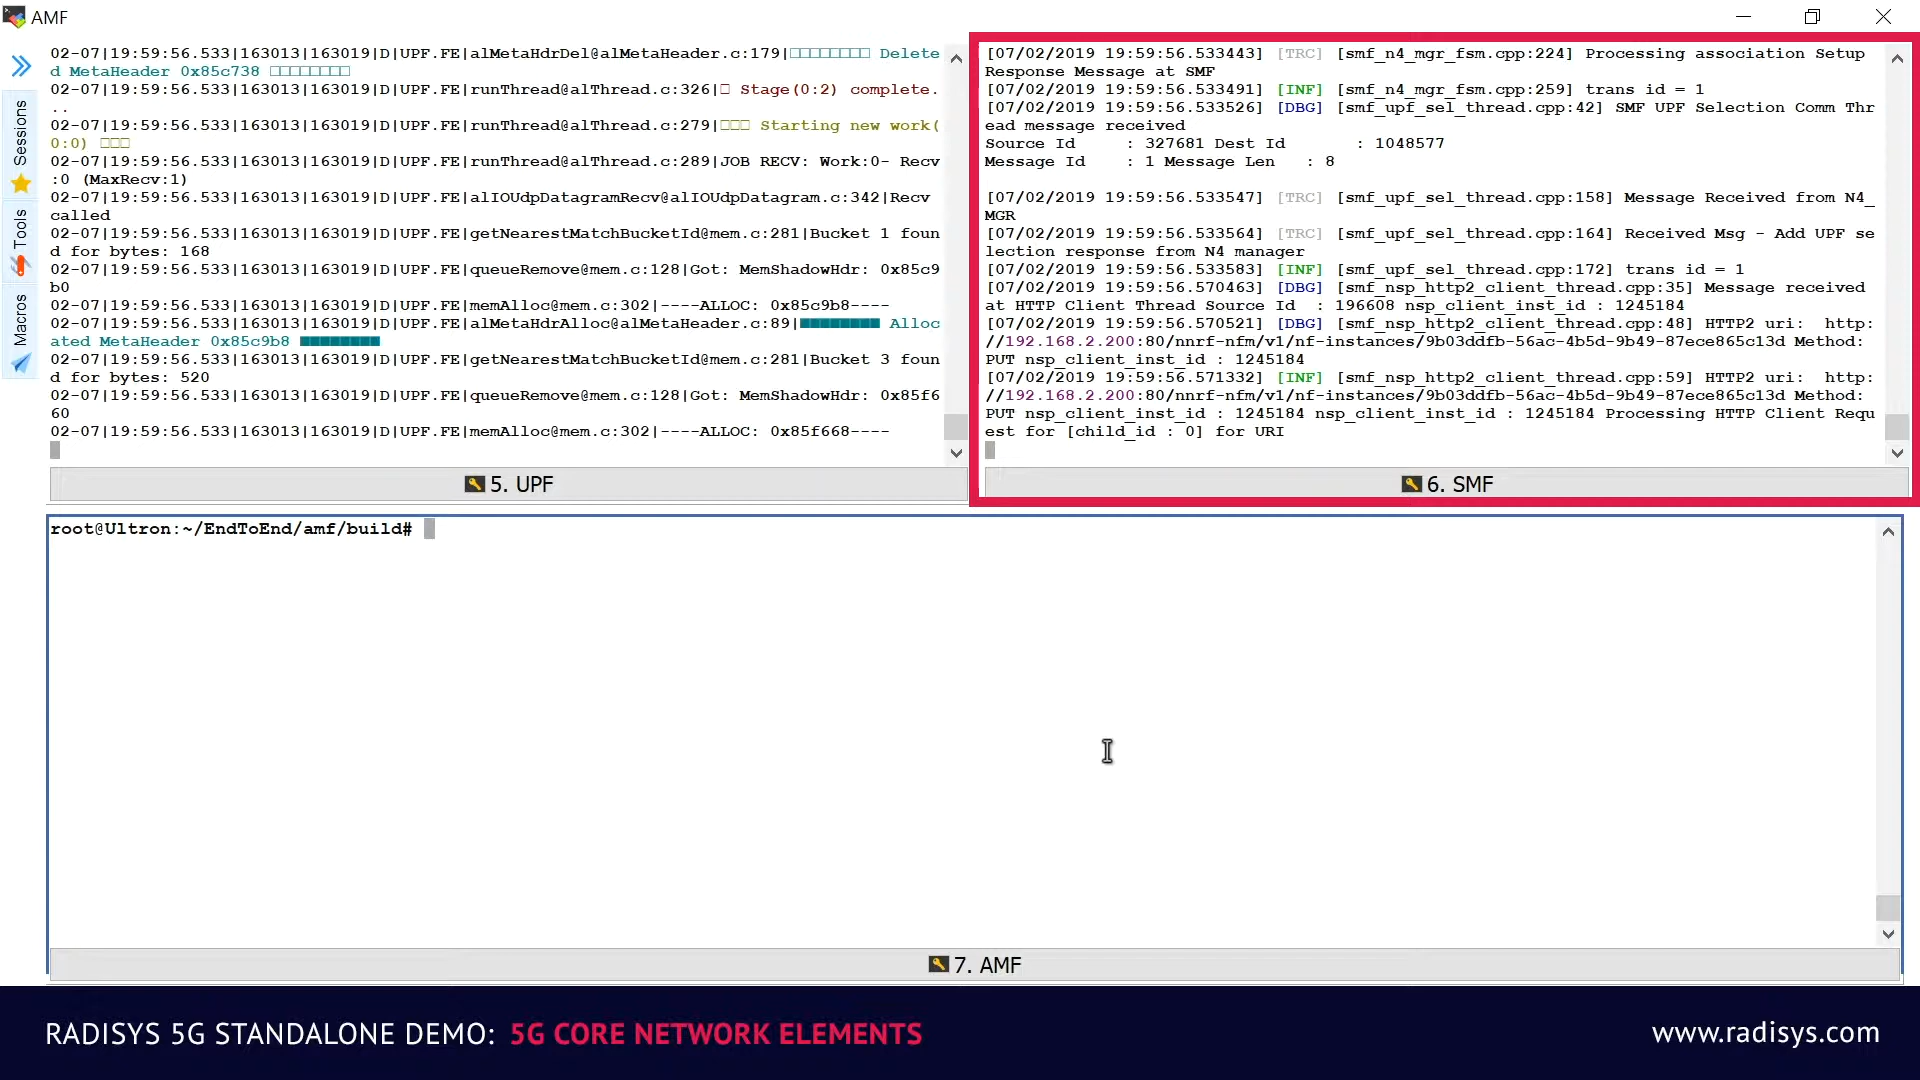 AMF
Sessions
Tools
Macros
02-07|19:59:56.533|163013|163019|D|UPF.FE|alMetaHdrDel@alMetaHeader.c:179|□□□□□□□□ Delete
d MetaHeader 0x85c738 □□□□□□□□
02-07|19:59:56.533|163013|163019|D|UPF.FE|runThread@alThread.c:326|□ Stage(0:2) complete.
..
02-07|19:59:56.533|163013|163019|D|UPF.FE|runThread@alThread.c:279|□□□ Starting new work(
0:0) □□□
02-07|19:59:56.533|163013|163019|D|UPF.FE|runThread@alThread.c:289|JOB RECV: Work:0- Recv
:0 (MaxRecv:1)
02-07|19:59:56.533|163013|163019|D|UPF.FE|alIOUdpDatagramRecv@alIOUdpDatagram.c:342|Recv
called
02-07|19:59:56.533|163013|163019|D|UPF.FE|getNearestMatchBucketId@mem.c:281|Bucket 1 foun
d for bytes: 168
02-07|19:59:56.533|163013|163019|D|UPF.FE|queueRemove@mem.c:128|Got: MemShadowHdr: 0x85c9
b0
02-07|19:59:56.533|163013|163019|D|UPF.FE|memAlloc@mem.c:302|----ALLOC: 0x85c9b8----
02-07|19:59:56.533|163013|163019|D|UPF.FE|alMetaHdrAlloc@alMetaHeader.c:89|■■■■■■■■ Alloc
ated MetaHeader 0x85c9b8 ■■■■■■■■
02-07|19:59:56.533|163013|163019|D|UPF.FE|getNearestMatchBucketId@mem.c:281|Bucket 3 foun
d for bytes: 520
02-07|19:59:56.533|163013|163019|D|UPF.FE|queueRemove@mem.c:128|Got: MemShadowHdr: 0x85f6
60
02-07|19:59:56.533|163013|163019|D|UPF.FE|memAlloc@mem.c:302|----ALLOC: 0x85f668----
5. UPF
[07/02/2019 19:59:56.533443] [TRC] [smf_n4_mgr_fsm.cpp:224] Processing association Setup
Response Message at SMF
[07/02/2019 19:59:56.533491] [INF] [smf_n4_mgr_fsm.cpp:259] trans id = 1
[07/02/2019 19:59:56.533526] [DBG] [smf_upf_sel_thread.cpp:42] SMF UPF Selection Comm Thr
ead message received
Source Id     : 327681 Dest Id       : 1048577
Message Id    : 1 Message Len   : 8
[07/02/2019 19:59:56.533547] [TRC] [smf_upf_sel_thread.cpp:158] Message Received from N4_
MGR
[07/02/2019 19:59:56.533564] [TRC] [smf_upf_sel_thread.cpp:164] Received Msg - Add UPF se
lection response from N4 manager
[07/02/2019 19:59:56.533583] [INF] [smf_upf_sel_thread.cpp:172] trans id = 1
[07/02/2019 19:59:56.570463] [DBG] [smf_nsp_http2_client_thread.cpp:35] Message received
at HTTP Client Thread Source Id  : 196608 nsp_client_inst_id : 1245184
[07/02/2019 19:59:56.570521] [DBG] [smf_nsp_http2_client_thread.cpp:48] HTTP2 uri:  http:
//192.168.2.200:80/nnrf-nfm/v1/nf-instances/9b03ddfb-56ac-4b5d-9b49-87ece865c13d Method:
PUT nsp_client_inst_id : 1245184
[07/02/2019 19:59:56.571332] [INF] [smf_nsp_http2_client_thread.cpp:59] HTTP2 uri:  http:
//192.168.2.200:80/nnrf-nfm/v1/nf-instances/9b03ddfb-56ac-4b5d-9b49-87ece865c13d Method:
PUT nsp_client_inst_id : 1245184 nsp_client_inst_id : 1245184 Processing HTTP Client Requ
est for [child_id : 0] for URI
6. SMF
root@Ultron:~/EndToEnd/amf/build#
7. AMF
RADISYS 5G STANDALONE DEMO: 5G CORE NETWORK ELEMENTS
www.radisys.com